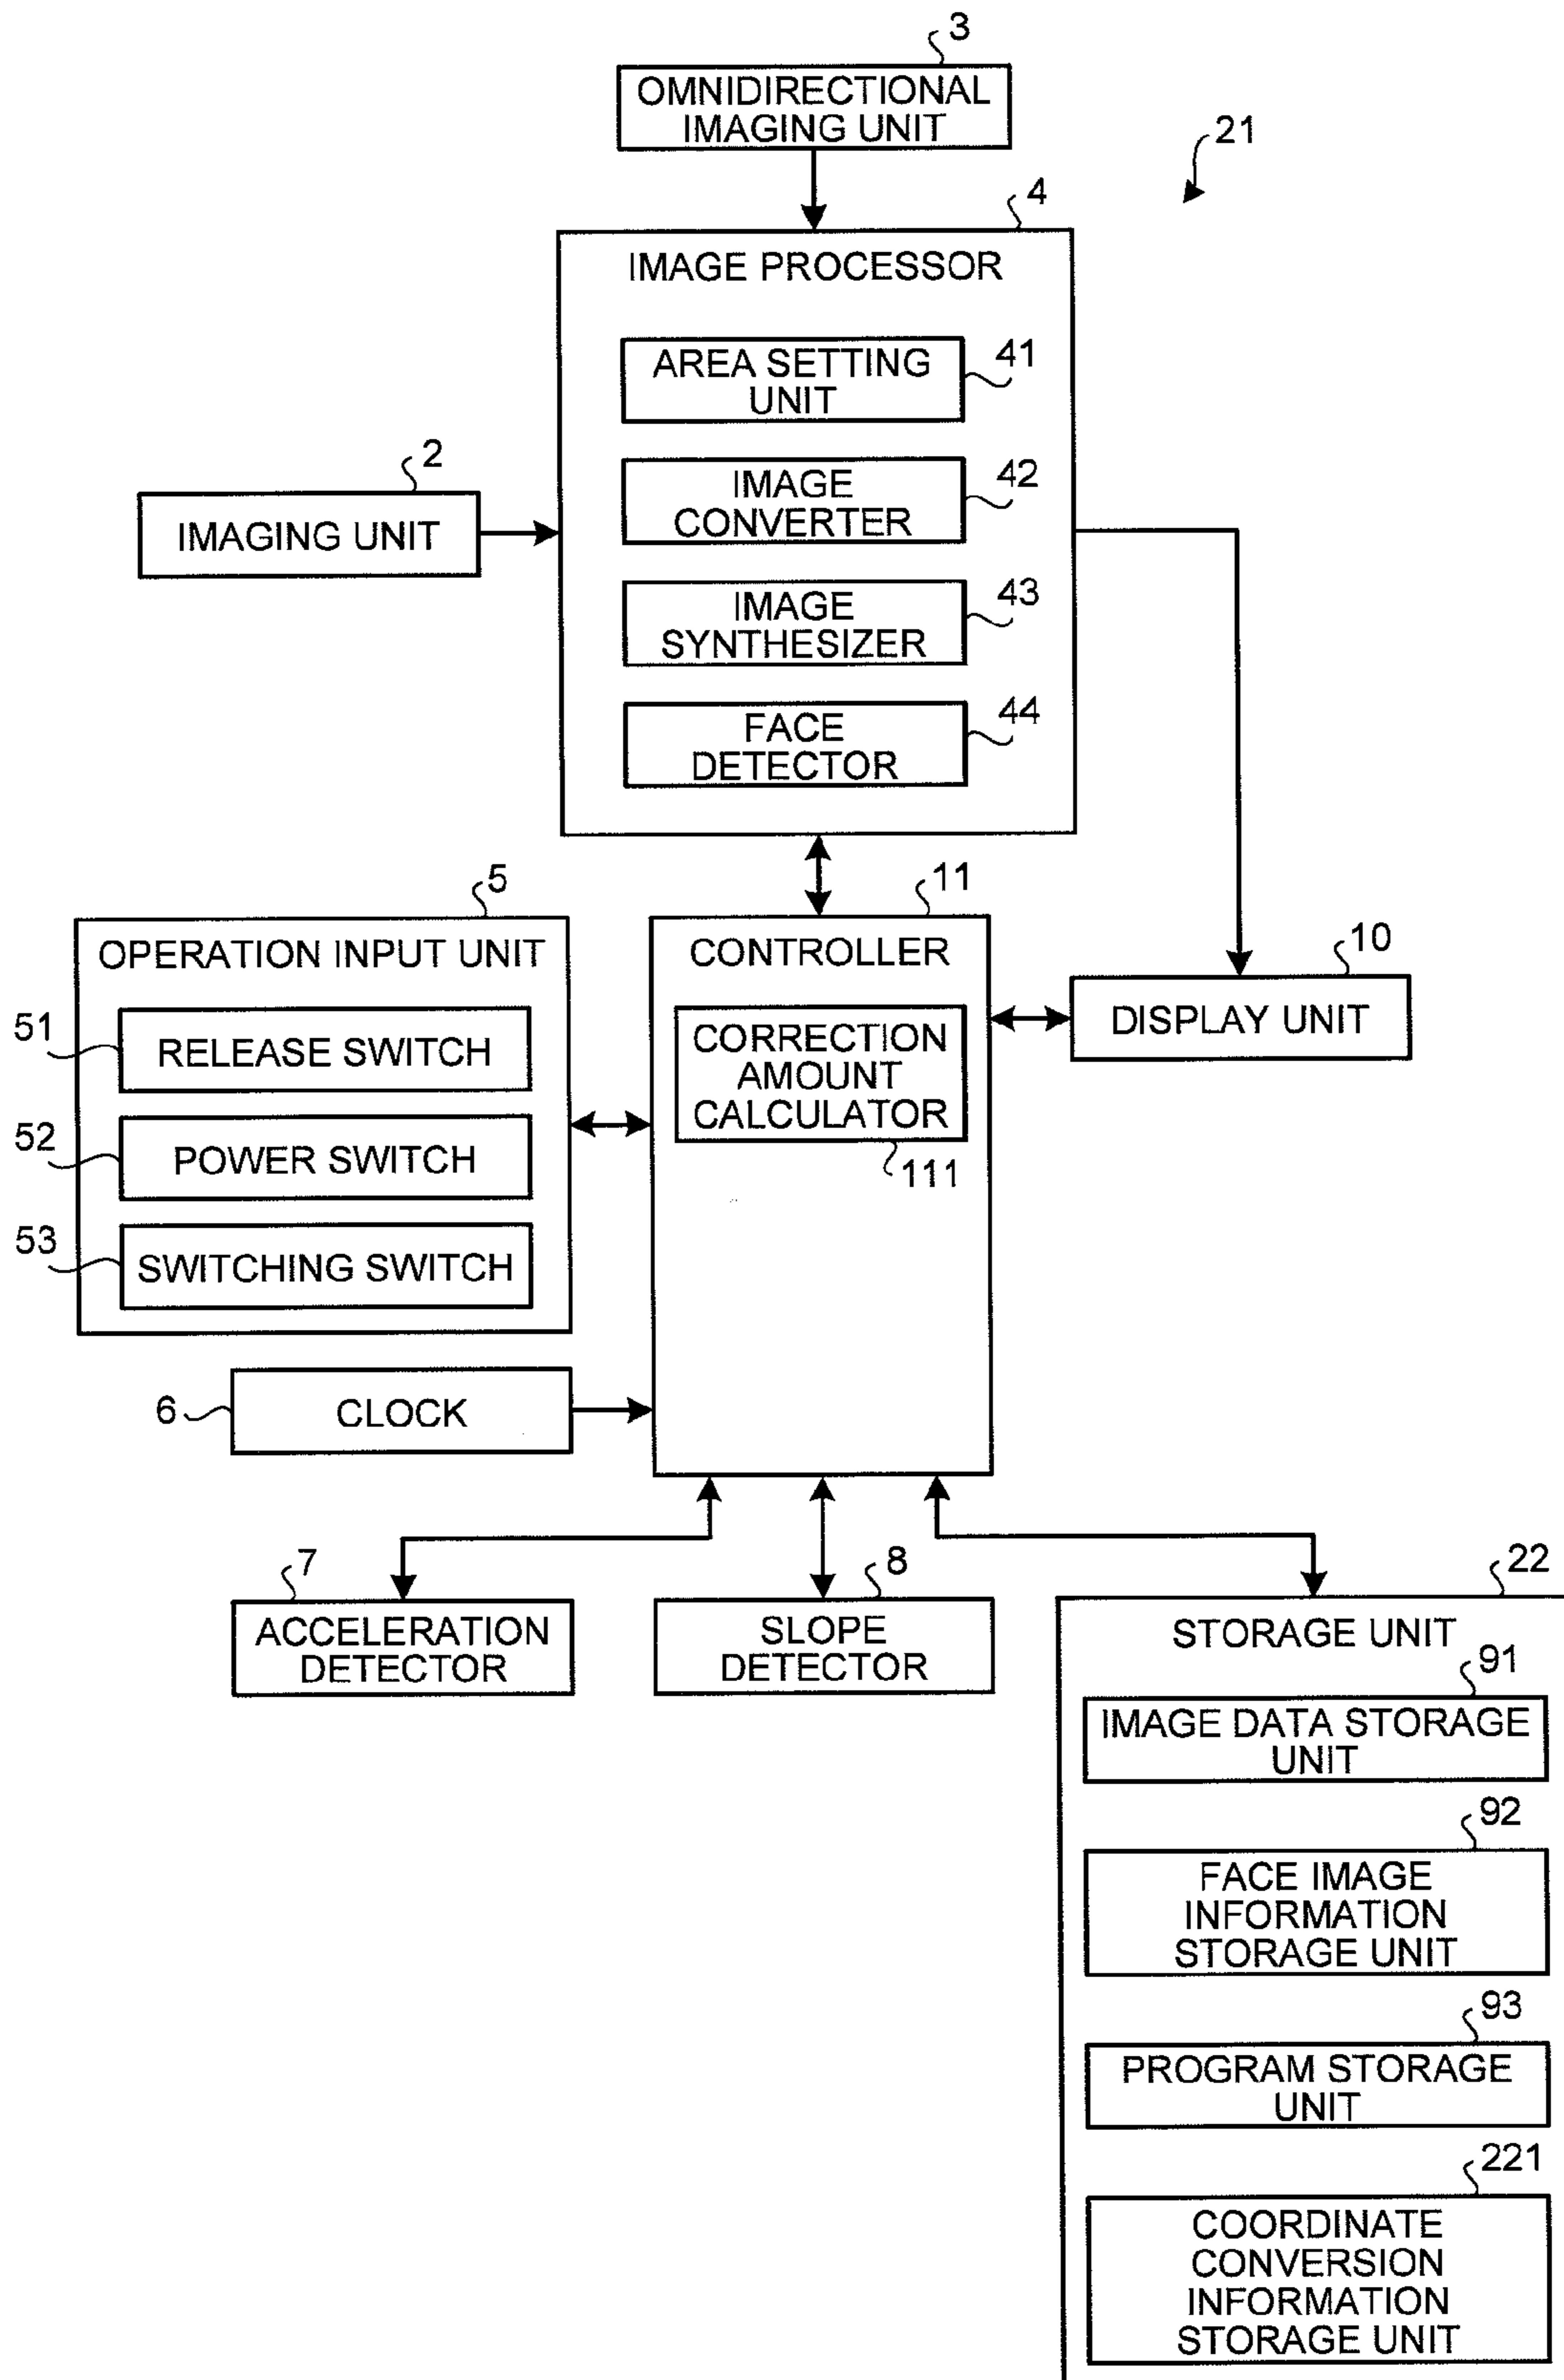 3
OMNIDIRECTIONAL
IMAGING UNIT
21
4
IMAGE PROCESSOR
AREA SETTING
UNIT
41
2
IMAGING UNIT
IMAGE
CONVERTER
42
IMAGE
SYNTHESIZER
43
FACE
DETECTOR
44
5
OPERATION INPUT UNIT
51
RELEASE SWITCH
52
POWER SWITCH
53
SWITCHING SWITCH
11
CONTROLLER
CORRECTION
AMOUNT
CALCULATOR
111
10
DISPLAY UNIT
6
CLOCK
7
ACCELERATION
DETECTOR
8
SLOPE
DETECTOR
22
STORAGE UNIT
91
IMAGE DATA STORAGE
UNIT
92
FACE IMAGE
INFORMATION
STORAGE UNIT
93
PROGRAM STORAGE
UNIT
221
COORDINATE
CONVERSION
INFORMATION
STORAGE UNIT